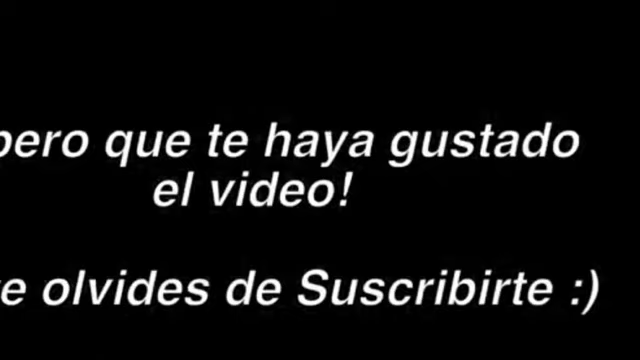 pero que te haya gustado
el video!
e olvides de Suscribirte :)